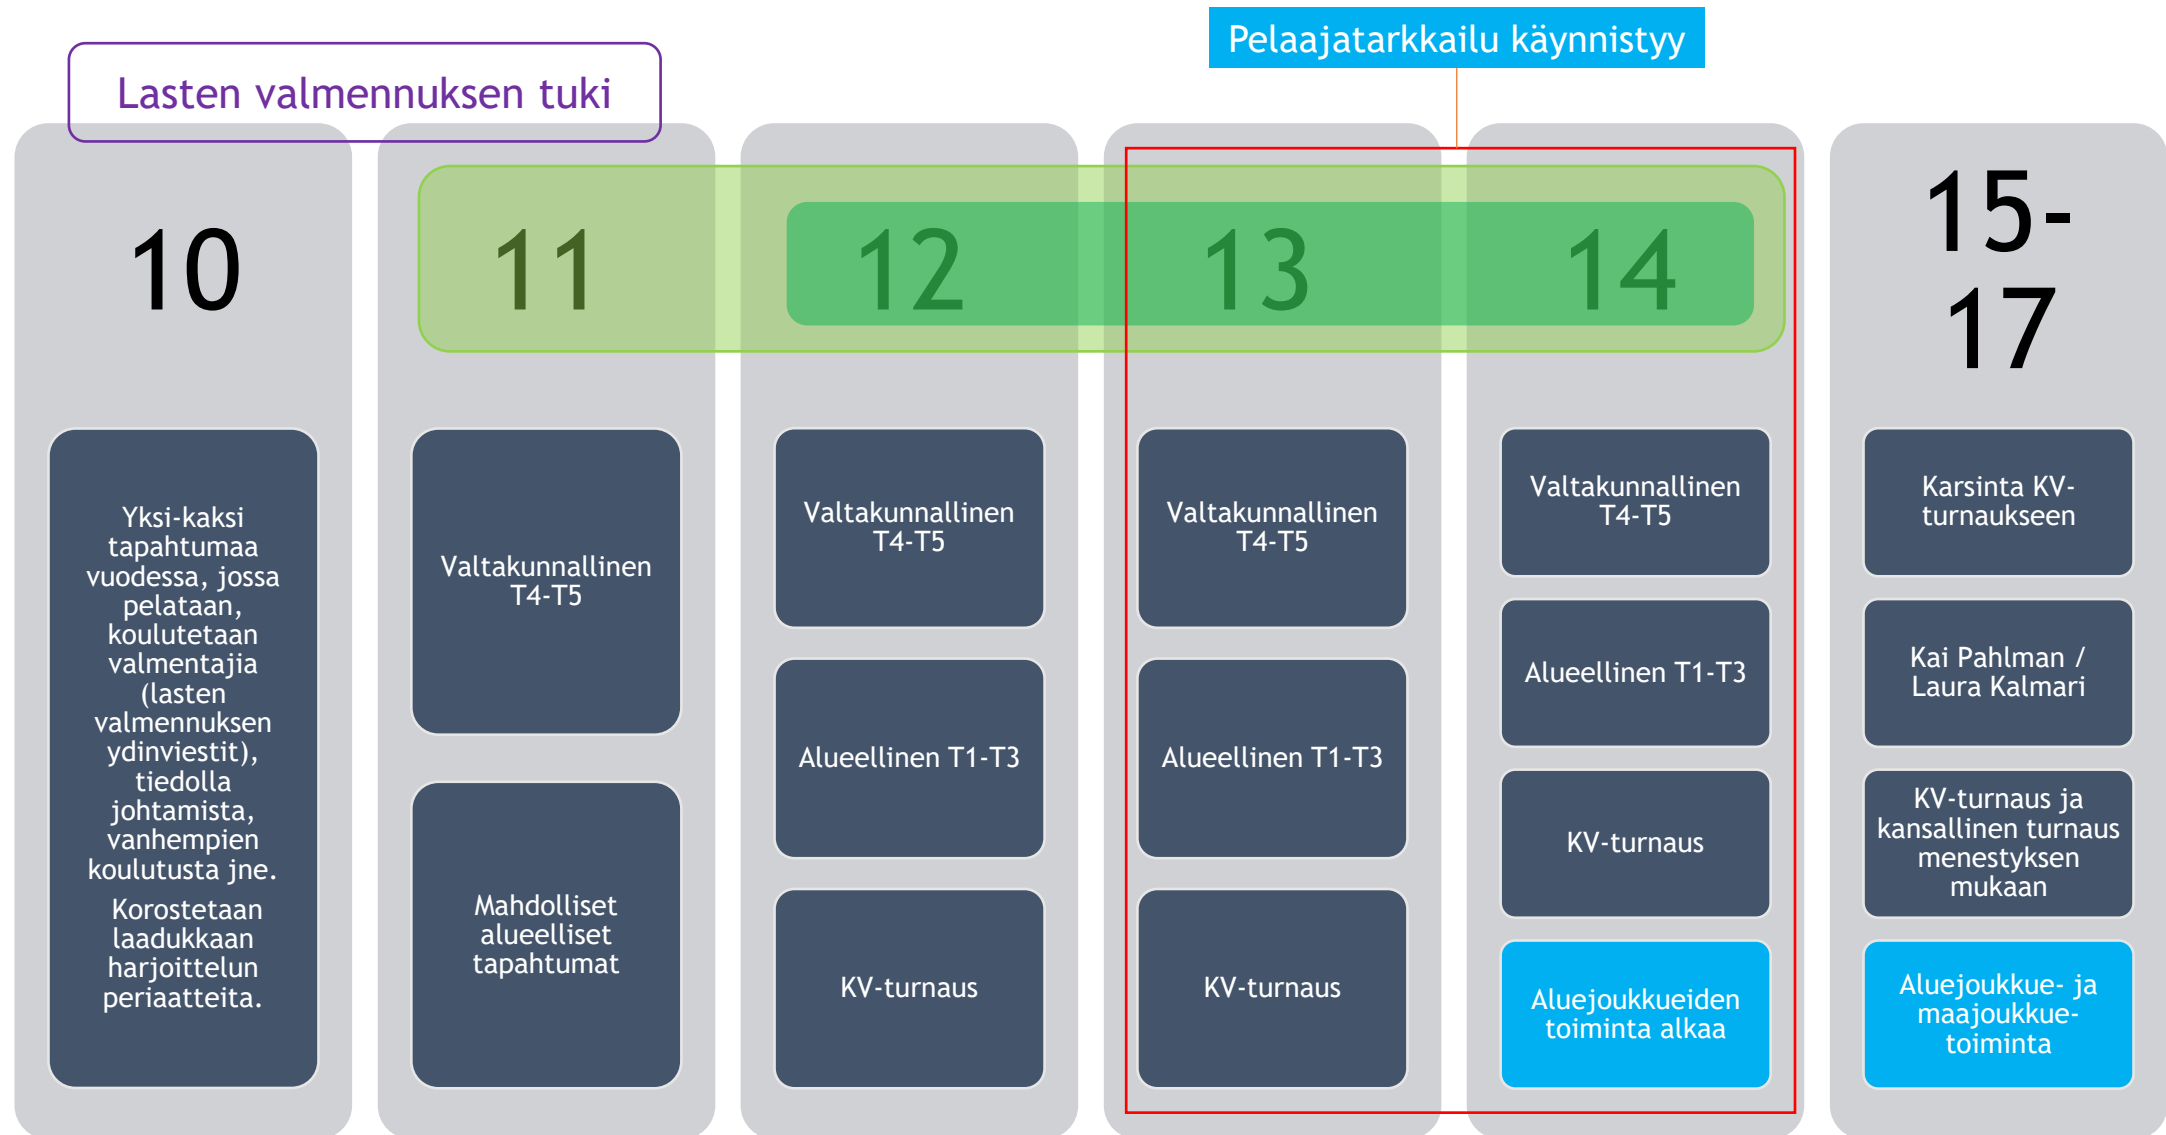 Pelaajatarkkailu käynnistyy
Lasten valmennuksen tuki
10
Yksi-kaksi
tapahtumaa
vuodessa, jossa
pelataan,
koulutetaan
valmentajia
(lasten
valmennuksen
ydinviestit),
tiedolla
johtamista,
vanhempien
koulutusta jne.
Korostetaan
laadukkaan
harjoittelun
periaatteita.
11
Valtakunnallinen
T4-T5
Mahdolliset
alueelliset
tapahtumat
12
Valtakunnallinen
T4-T5
Alueellinen T1-T3
KV-turnaus
13
Valtakunnallinen
T4-T5
Alueellinen T1-T3
KV-turnaus
14
Valtakunnallinen
T4-T5
Alueellinen T1-T3
KV-turnaus
Aluejoukkueiden
toiminta alkaa
15-
17
Karsinta KV-
turnaukseen
Kai Pahlman /
Laura Kalmari
KV-turnaus ja
kansallinen turnaus
menestyksen
mukaan
Aluejoukkue- ja
maajoukkue-
toiminta